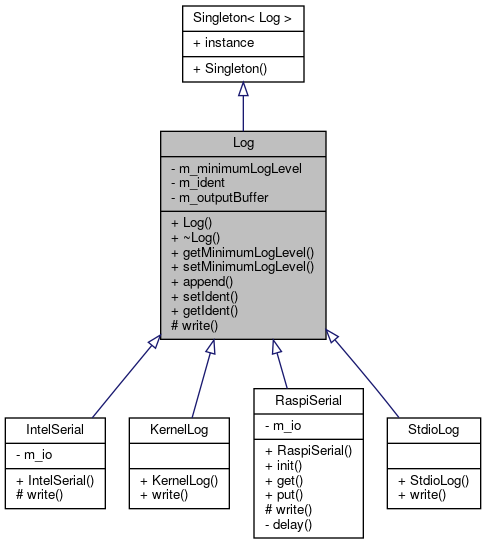 Singleton< Log >
+ instance
+ Singleton()
Log
- m_minimumLogLevel
- m_ident
- m_outputBuffer
+ Log()
+ ~Log()
+ getMinimumLogLevel()
+ setMinimumLogLevel()
+ append()
+ setIdent()
+ getIdent()
# write()
IntelSerial
- m_io
+ IntelSerial()
# write()
KernelLog
+ KernelLog()
+ write()
RaspiSerial
- m_io
+ RaspiSerial()
+ init()
+ get()
+ put()
# write()
- delay()
StdioLog
+ StdioLog()
+ write()